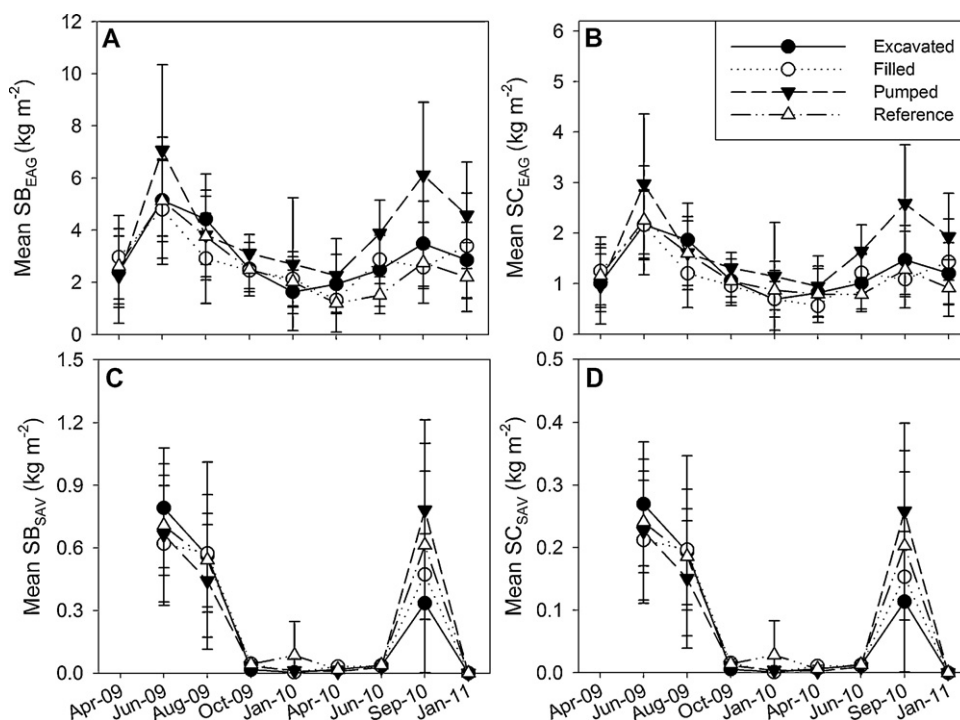 A
B
Mean SB_EAG (kg m⁻²)
12
10
8
6
4
2
0
Mean SC_EAG (kg m⁻²)
6
5
4
3
2
1
0
Excavated
Filled
Pumped
Reference
C
D
Mean SB_SAV (kg m⁻²)
1.5
1.2
0.9
0.6
0.3
0.0
Mean SC_SAV (kg m⁻²)
0.5
0.4
0.3
0.2
0.1
0.0
Apr-09
Jun-09
Aug-09
Oct-09
Jan-10
Apr-10
Jun-10
Sep-10
Jan-11
Apr-09
Jun-09
Aug-09
Oct-09
Jan-10
Apr-10
Jun-10
Sep-10
Jan-11